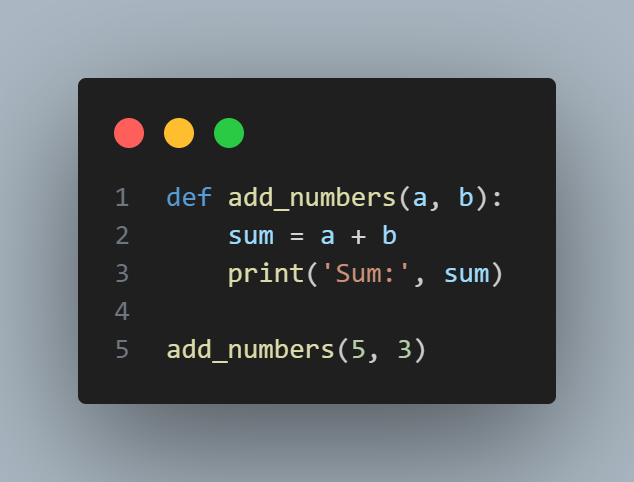 1 def add_numbers(a, b):
2     sum = a + b
3     print('Sum:', sum)
4
5 add_numbers(5, 3)